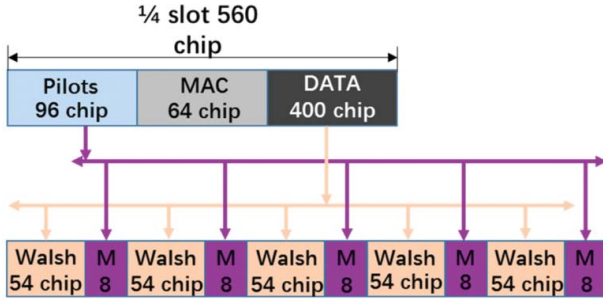 ¼ slot 560
chip
Pilots MAC DATA
96 chip 64 chip 400 chip
Walsh M Walsh M Walsh M Walsh M Walsh M
54 chip 8 54 chip 8 54 chip 8 54 chip 8 54 chip 8